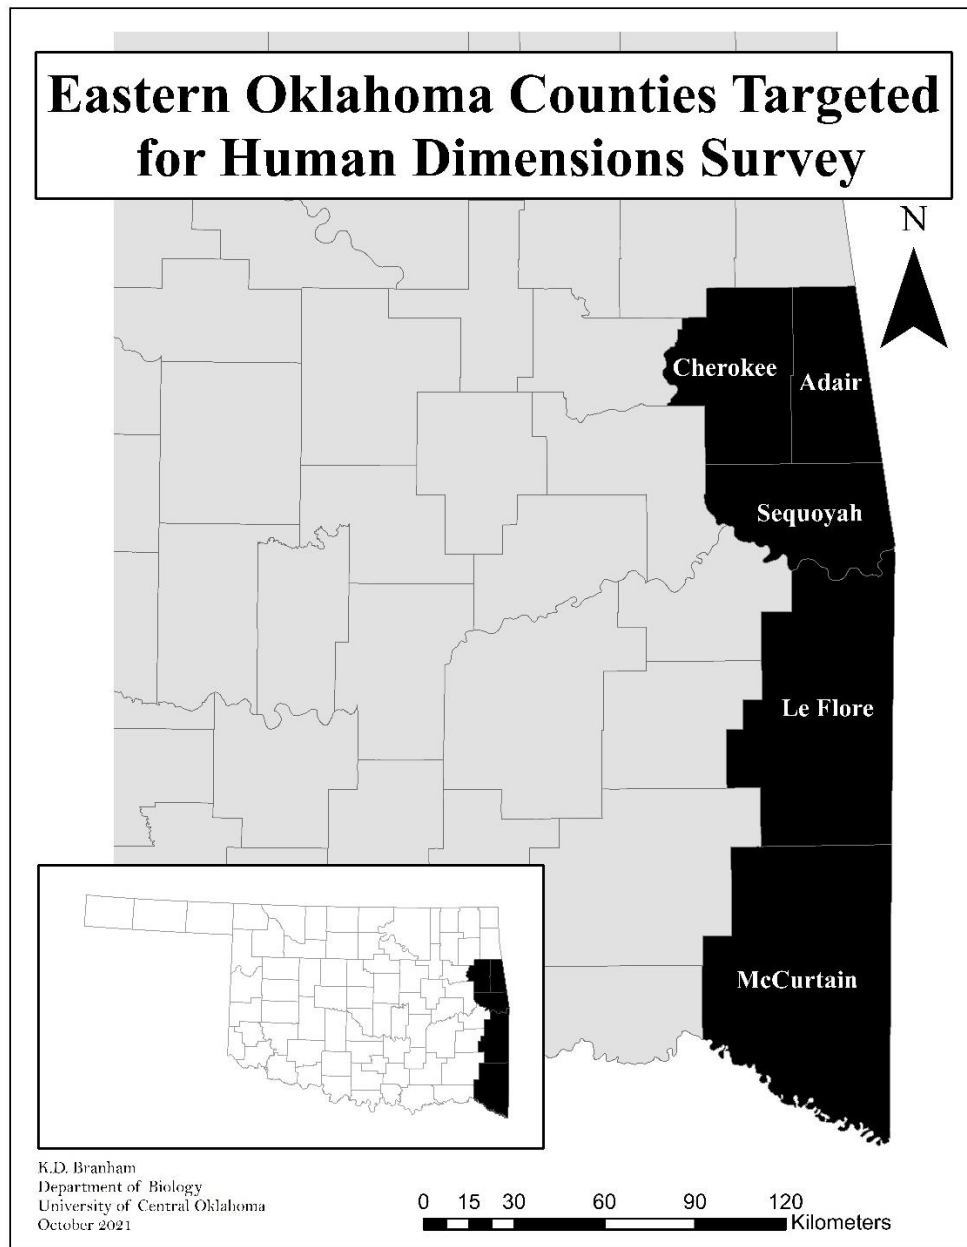 Eastern Oklahoma Counties Targeted
for Human Dimensions Survey
N
Cherokee
Adair
Sequoyah
Le Flore
McCurtain
K.D. Branham
Department of Biology
University of Central Oklahoma
October 2021
0 15 30 60 90 120
Kilometers